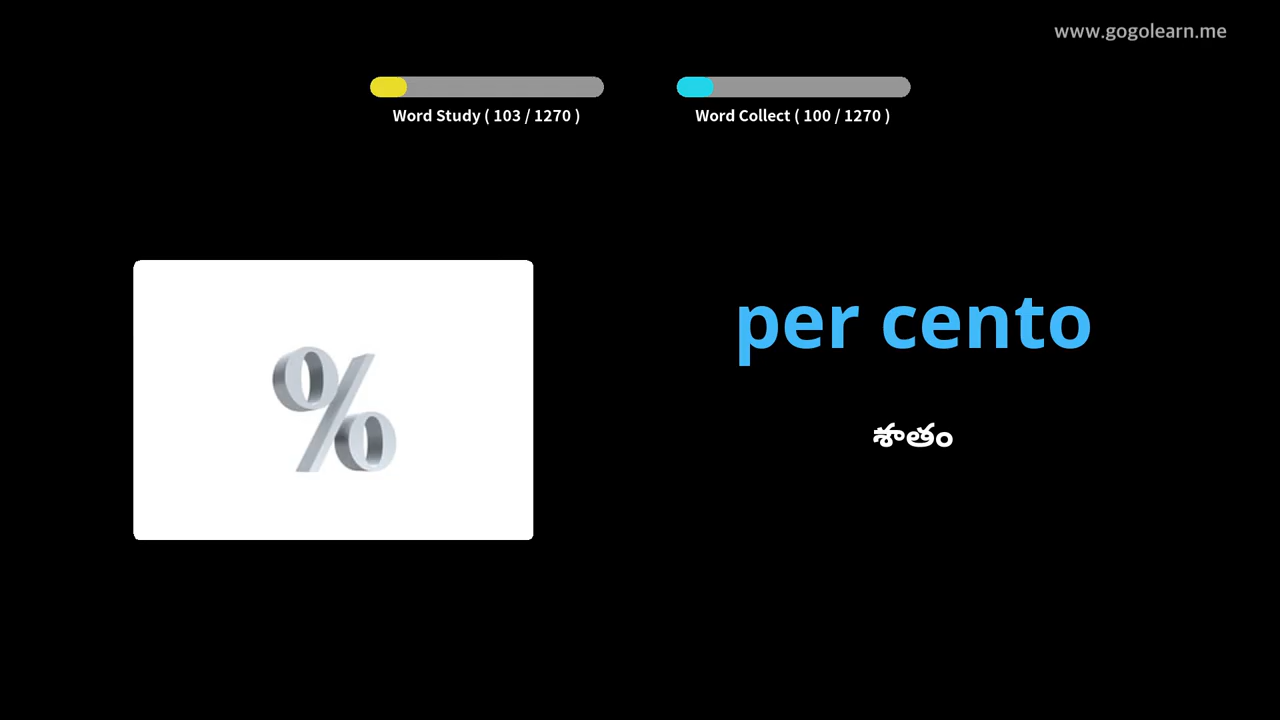 www.gogolearn.me
Word Study ( 103 / 1270 )
Word Collect ( 100 / 1270 )
%
per cento
శాతం